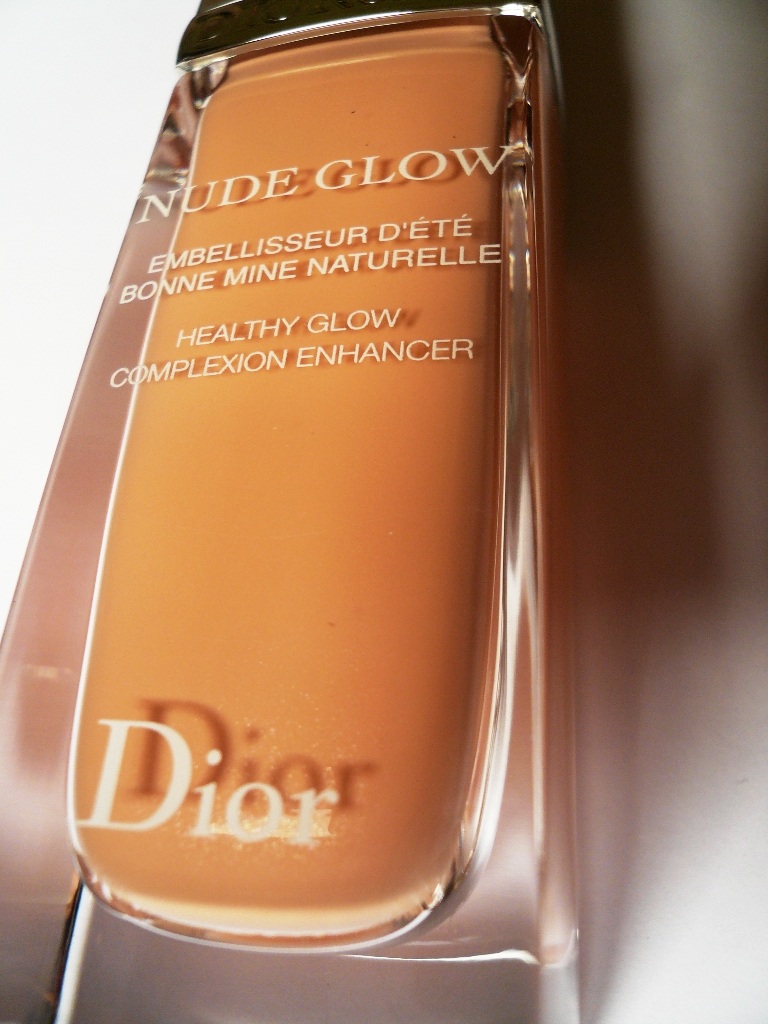 NUDE GLOW
EMBELLISSEUR D'ÉTÉ
BONNE MINE NATURELLE
HEALTHY GLOW
COMPLEXION ENHANCER
Dior